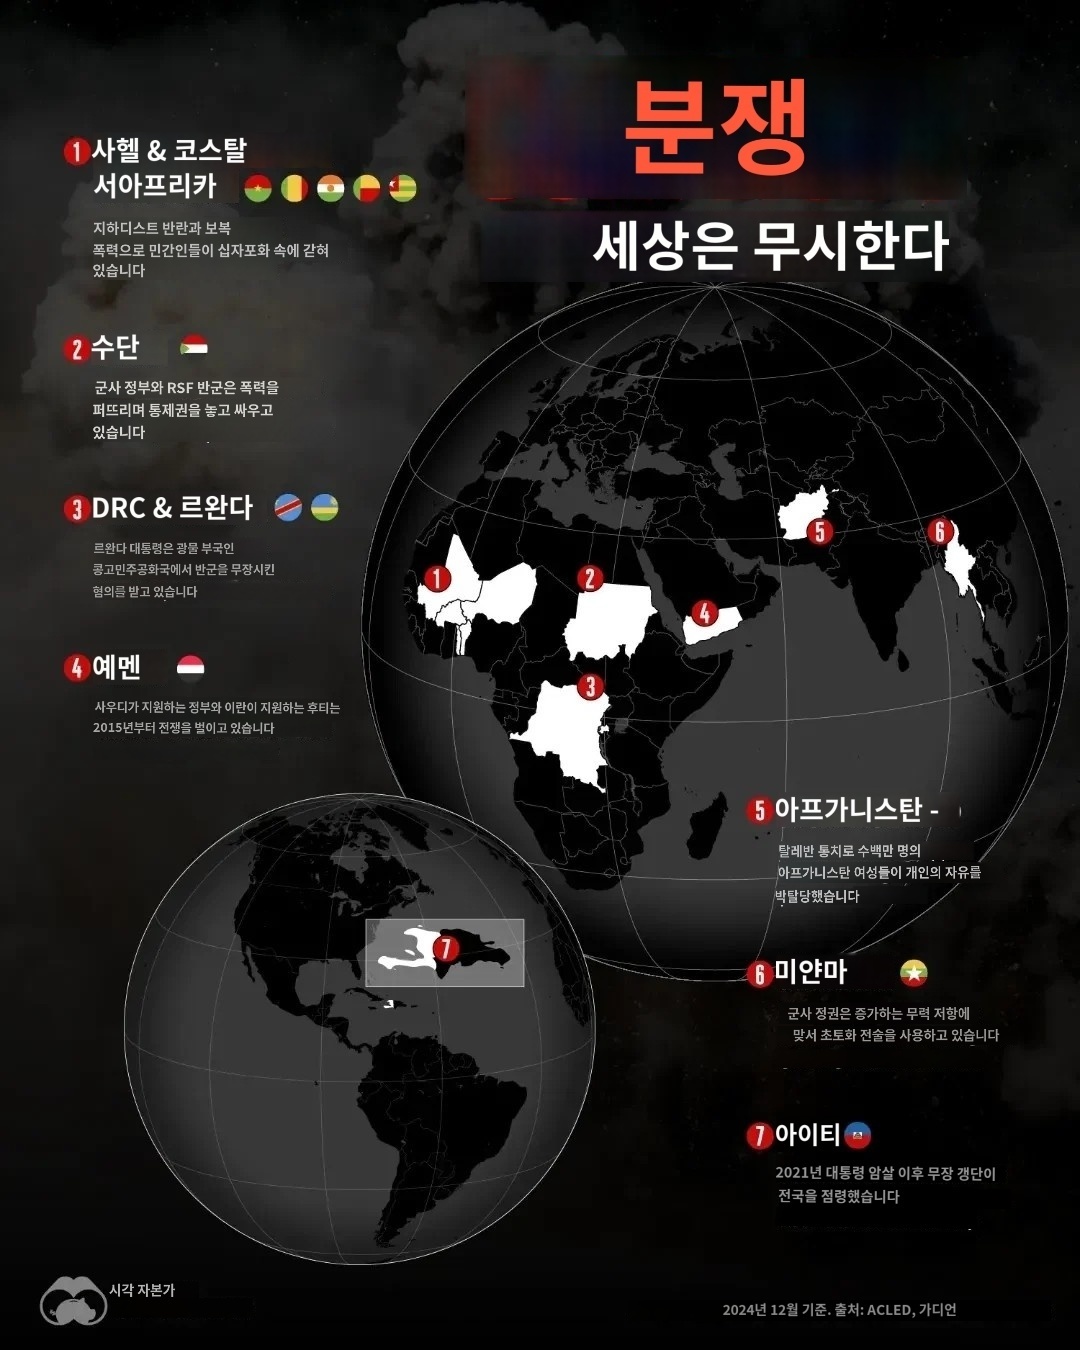 분쟁
세상은 무시한다
1 사헬 & 코스탈
서아프리카
지하디스트 반란과 보복
폭력으로 민간인들이 십자포화 속에 갇혀
있습니다
2 수단
군사 정부와 RSF 반군은 폭력을
퍼뜨리며 통제권을 놓고 싸우고
있습니다
3 DRC & 르완다
르완다 대통령은 광물 부국인
콩고민주공화국에서 반군을 무장시킨
혐의를 받고 있습니다
4 예멘
사우디가 지원하는 정부와 이란이 지원하는 후티는
2015년부터 전쟁을 벌이고 있습니다
1
2
3
4
5
6
5 아프가니스탄 -
탈레반 통치로 수백만 명의
아프가니스탄 여성들이 개인의 자유를
박탈당했습니다
7
6 미얀마
군사 정권은 증가하는 무력 저항에
맞서 초토화 전술을 사용하고 있습니다
7 아이티
2021년 대통령 암살 이후 무장 갱단이
전국을 점령했습니다
시각 자본가
2024년 12월 기준. 출처: ACLED, 가디언